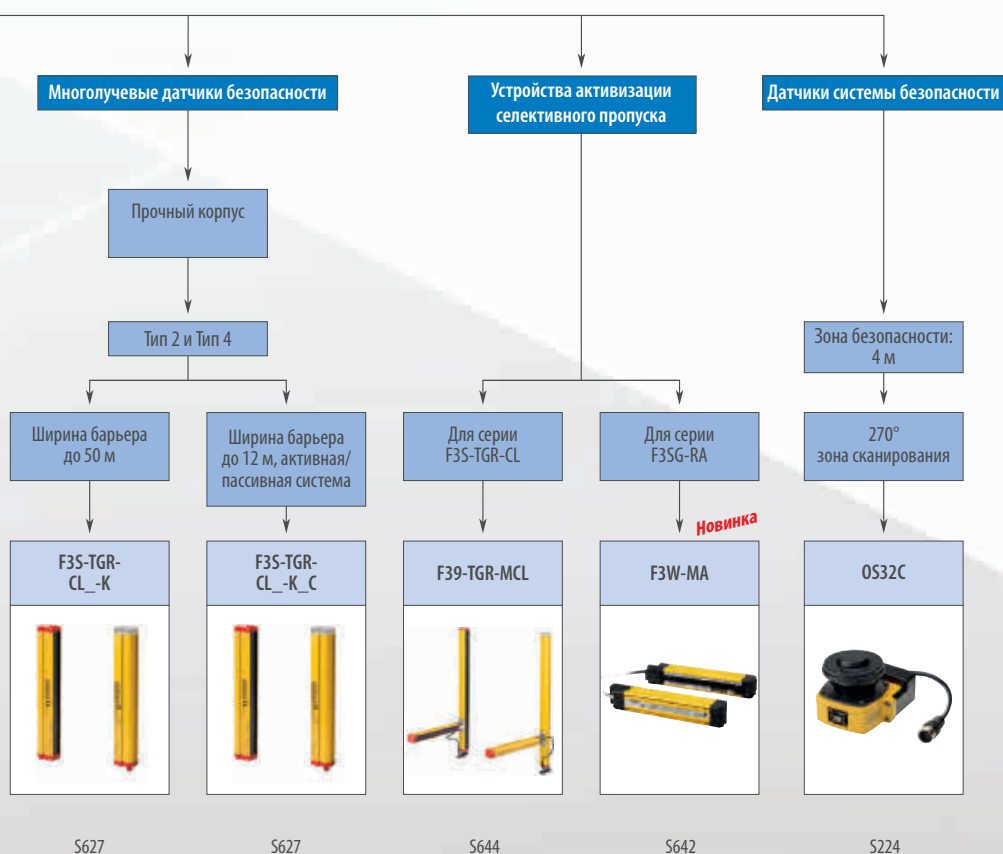 Многолучевые датчики безопасности
Устройства активизации
селективного пропуска
Датчики системы безопасности
Прочный корпус
Тип 2 и Тип 4
Зона безопасности:
4 м
Ширина барьера
до 50 м
Ширина барьера
до 12 м, активная/
пассивная система
Для серии
F3S-TGR-CL
Для серии
F3SG-RA
270°
зона сканирования
Новинка
F3S-TGR-
CL_-K
F3S-TGR-
CL_-K_C
F39-TGR-MCL
F3W-MA
OS32C
S627
S627
S644
S642
S224